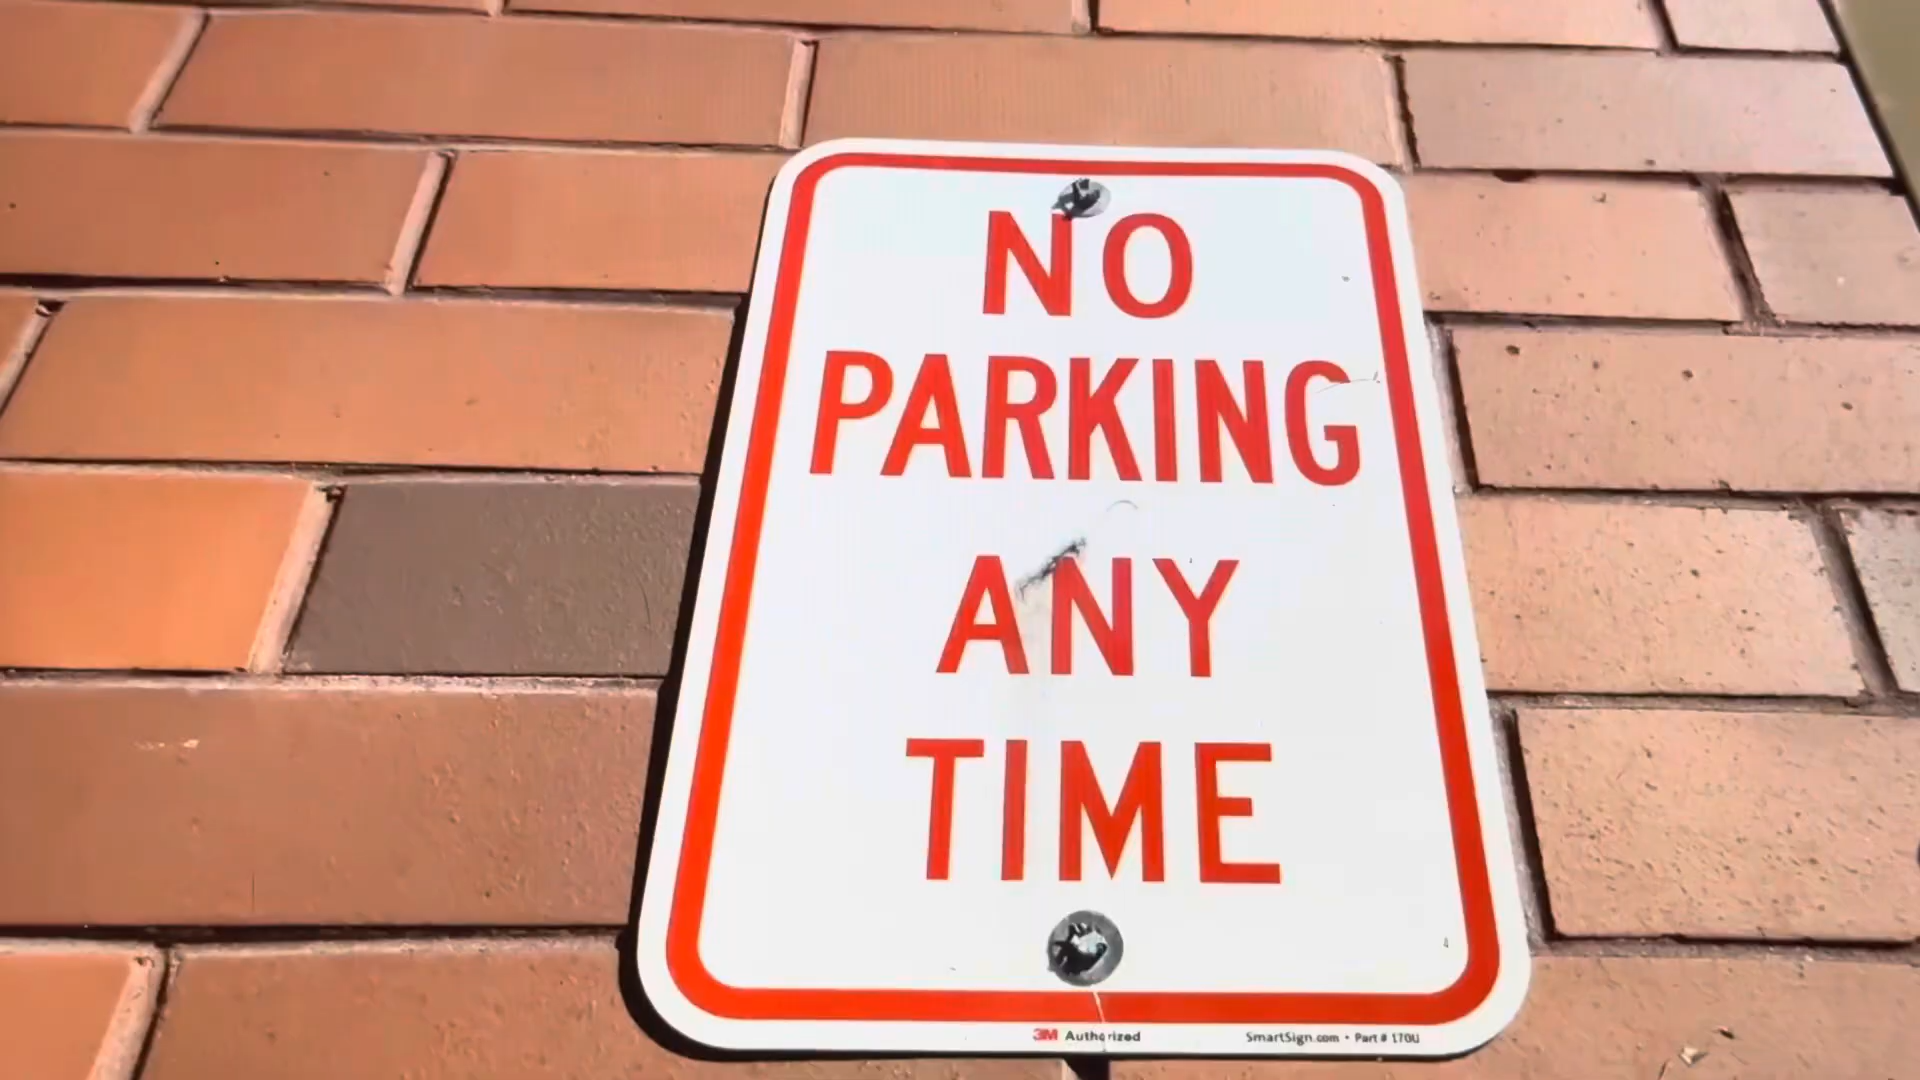 NO
PARKING
ANY
TIME
3M Authorized
SmartSign.com • Part # 170U